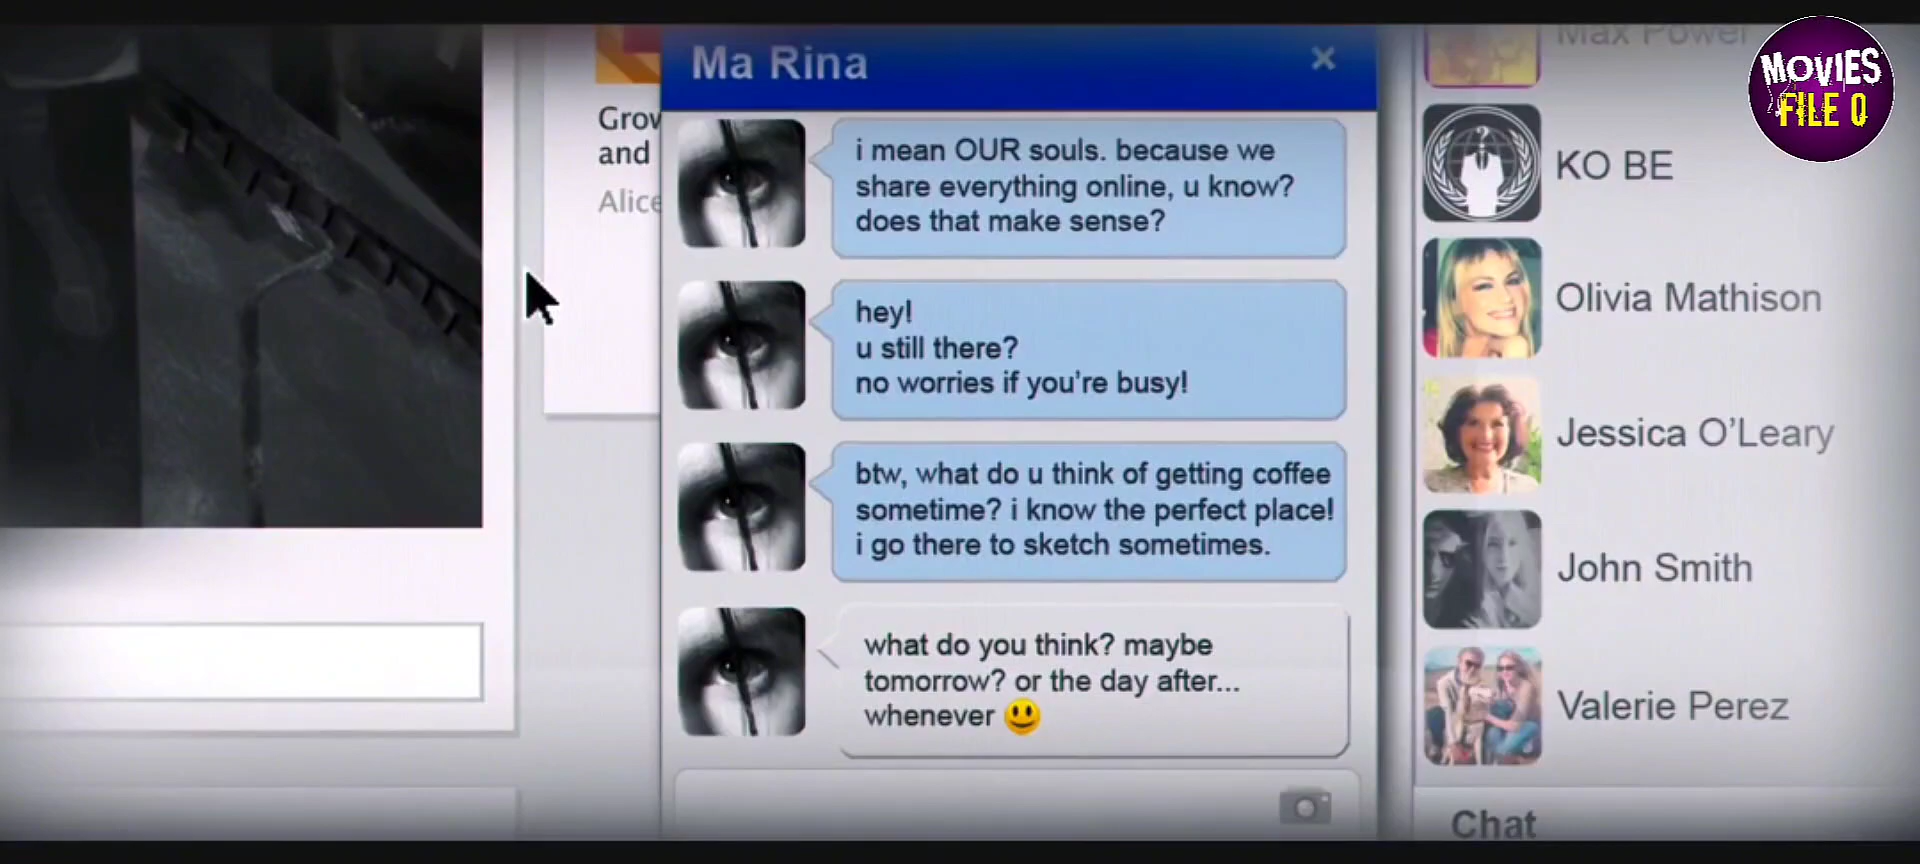 Ma Rina
×
Grow
and
Alice
i mean OUR souls. because we
share everything online, u know?
does that make sense?
hey!
u still there?
no worries if you're busy!
btw, what do u think of getting coffee
sometime? i know the perfect place!
i go there to sketch sometimes.
what do you think? maybe
tomorrow? or the day after...
whenever 😃
Max Power
KO BE
Olivia Mathison
Jessica O'Leary
John Smith
Valerie Perez
Chat
MOVIES
FILE 0